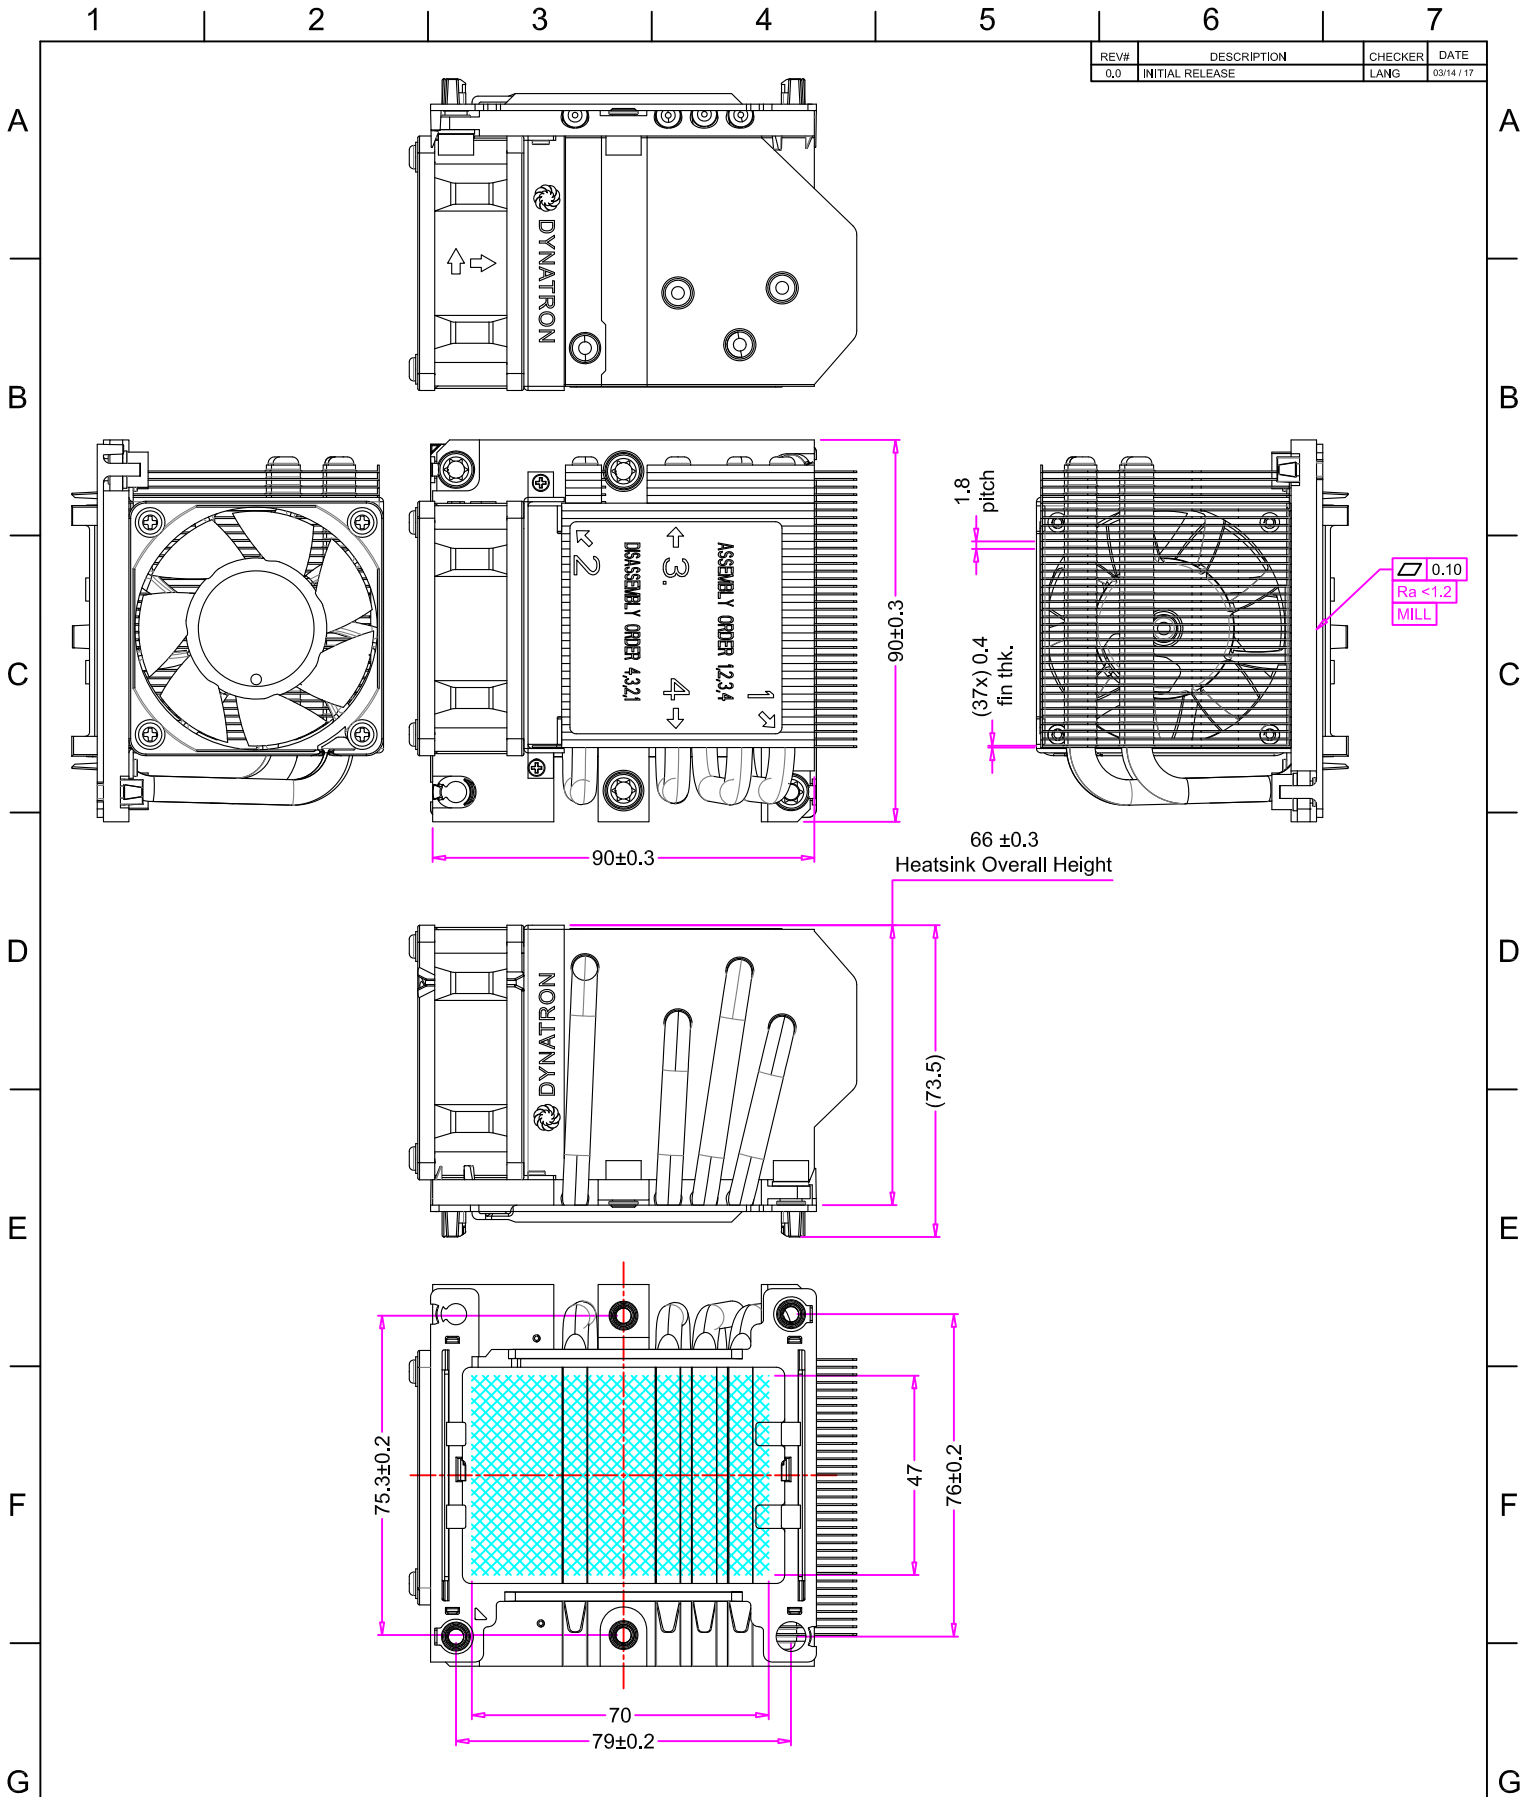 1 2 3 4 5 6 7
REV# DESCRIPTION CHECKER DATE
0.0 INITIAL RELEASE LANG 03/14 / 17
A A
DYNATRON
B B
1.8
pitch
0.10
Ra <1.2
MILL
2
3.
4
1
ASSEMBLY ORDER 1,2,3,4
DISASSEMBLY ORDER 4,3,2,1
90±0.3
(37x) 0.4
fin thk.
C C
90±0.3
66 ±0.3
Heatsink Overall Height
D D
DYNATRON
(73.5)
E E
75.3±0.2
47
76±0.2
F F
70
79±0.2
G G